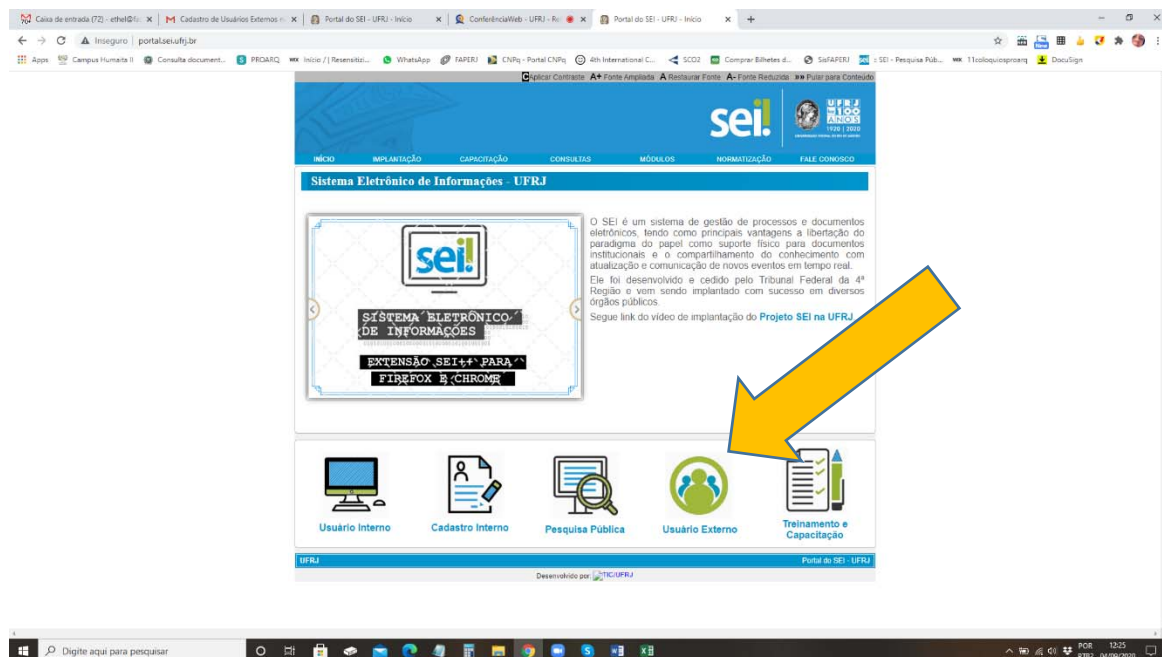 Caixa de entrada (72) - ethel@fa
Cadastro de Usuários Externos n
Portal do SEI - UFRJ - Início
ConferênciaWeb - UFRJ - Re
Portal do SEI - UFRJ - Início
Inseguro | portal.sei.ufrj.br
Apps
Campus Humaita II
Consulta document...
PROARQ
Início / | Resensitizi...
WhatsApp
FAPERJ
CNPq - Portal CNPq
4th International C...
SCO2
Comprar Bilhetes d...
SisFAPERJ
:: SEI - Pesquisa Púb...
11coloquiosproarq
DocuSign
Aplicar Contraste A+ Fonte Ampliada A Restaurar Fonte A- Fonte Reduzida »» Pular para Conteúdo
sei!
UFRJ
100
ANOS
1920 | 2020
INÍCIO IMPLANTAÇÃO CAPACITAÇÃO CONSULTAS MÓDULOS NORMATIZAÇÃO FALE CONOSCO
Sistema Eletrônico de Informações - UFRJ
sei!
SISTEMA ELETRÔNICO
DE INFORMAÇÕES
EXTENSÃO SEI++ PARA
FIREFOX E CHROME
O SEI é um sistema de gestão de processos e documentos
eletrônicos, tendo como principais vantagens a libertação do
paradigma do papel como suporte físico para documentos
institucionais e o compartilhamento do conhecimento com
atualização e comunicação de novos eventos em tempo real.
Ele foi desenvolvido e cedido pelo Tribunal Federal da 4ª
Região e vem sendo implantado com sucesso em diversos
órgãos públicos.
Segue link do vídeo de implantação do Projeto SEI na UFRJ
Usuário Interno
Cadastro Interno
Pesquisa Pública
Usuário Externo
Treinamento e
Capacitação
UFRJ
Portal do SEI - UFRJ
Desenvolvido por: TIC/UFRJ
Digite aqui para pesquisar
POR
PTB2
12:25
04/09/2020